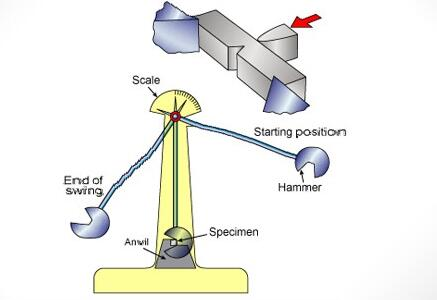 Scale
Starting position
End of
swing
Hammer
Specimen
Anvil